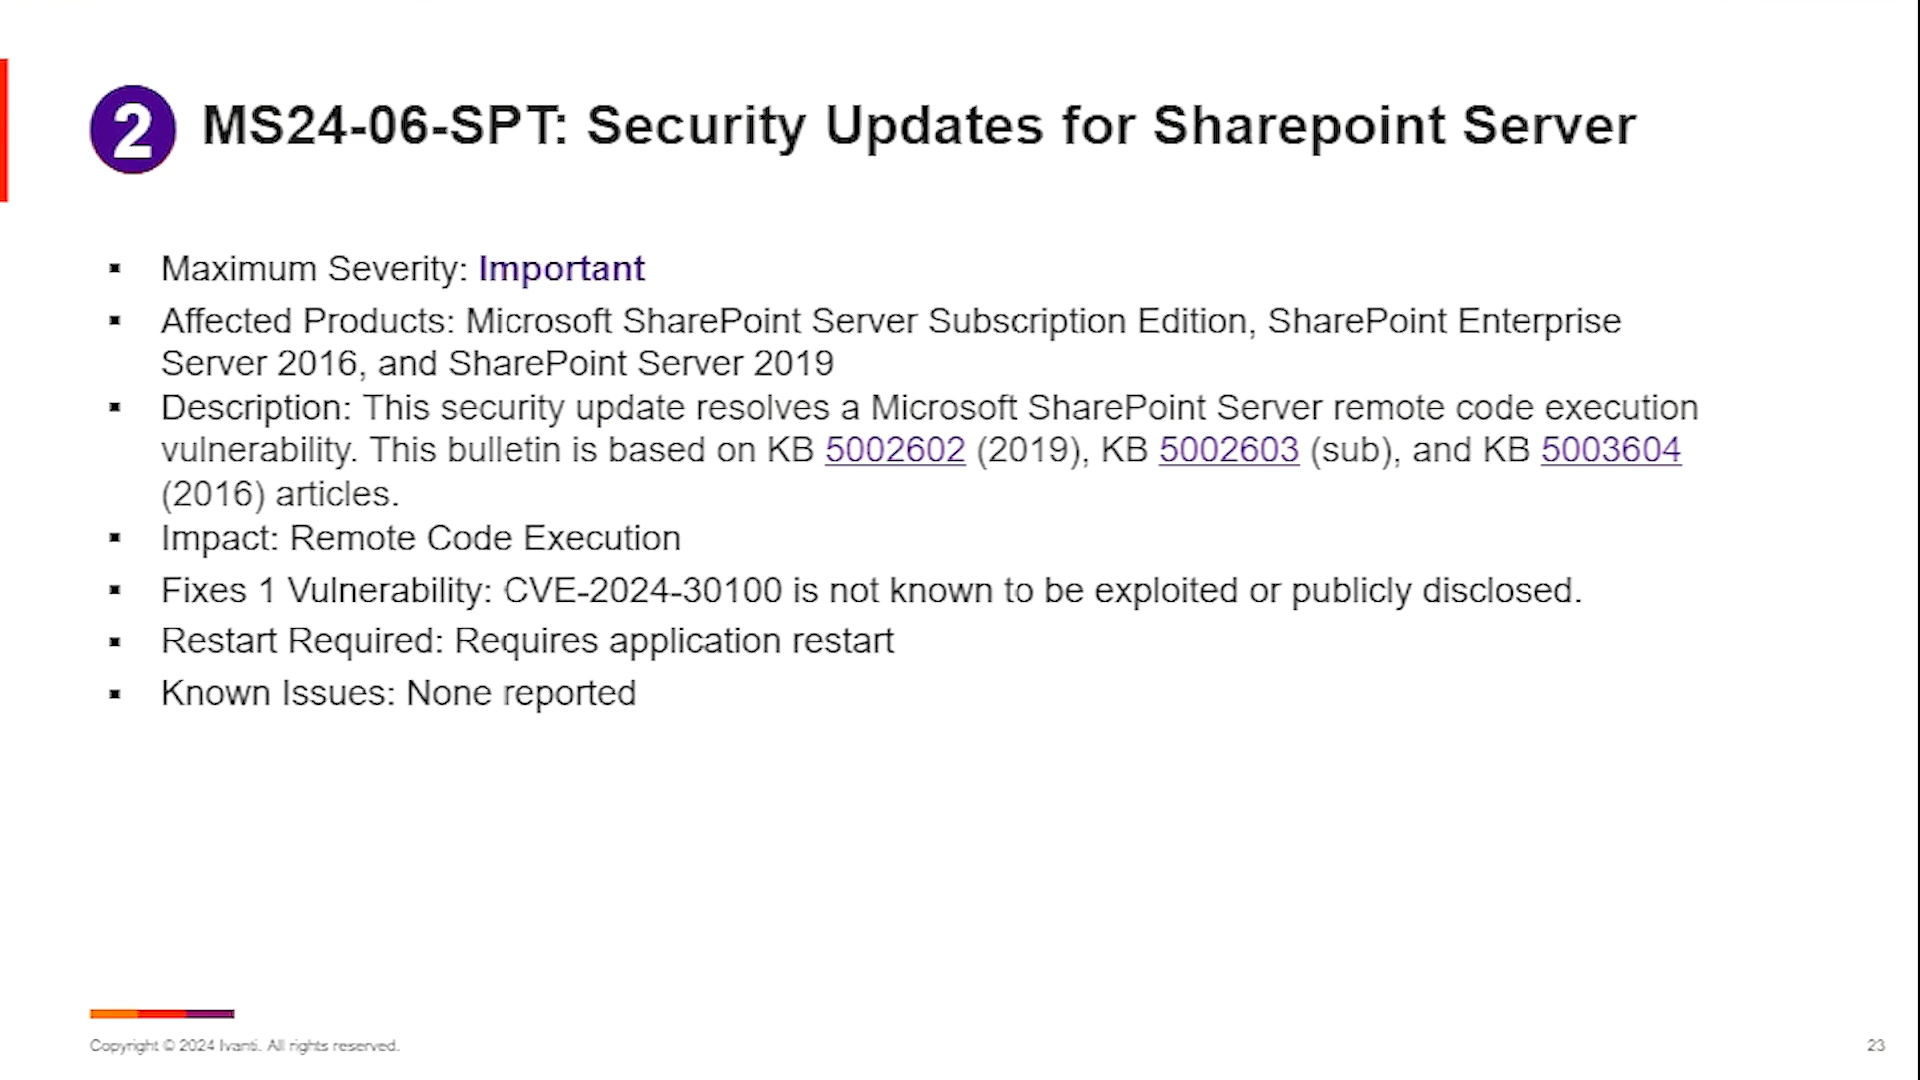 2 MS24-06-SPT: Security Updates for Sharepoint Server
▪ Maximum Severity: Important
▪ Affected Products: Microsoft SharePoint Server Subscription Edition, SharePoint Enterprise
Server 2016, and SharePoint Server 2019
▪ Description: This security update resolves a Microsoft SharePoint Server remote code execution
vulnerability. This bulletin is based on KB 5002602 (2019), KB 5002603 (sub), and KB 5003604
(2016) articles.
▪ Impact: Remote Code Execution
▪ Fixes 1 Vulnerability: CVE-2024-30100 is not known to be exploited or publicly disclosed.
▪ Restart Required: Requires application restart
▪ Known Issues: None reported
Copyright © 2024 Ivanti. All rights reserved.
23